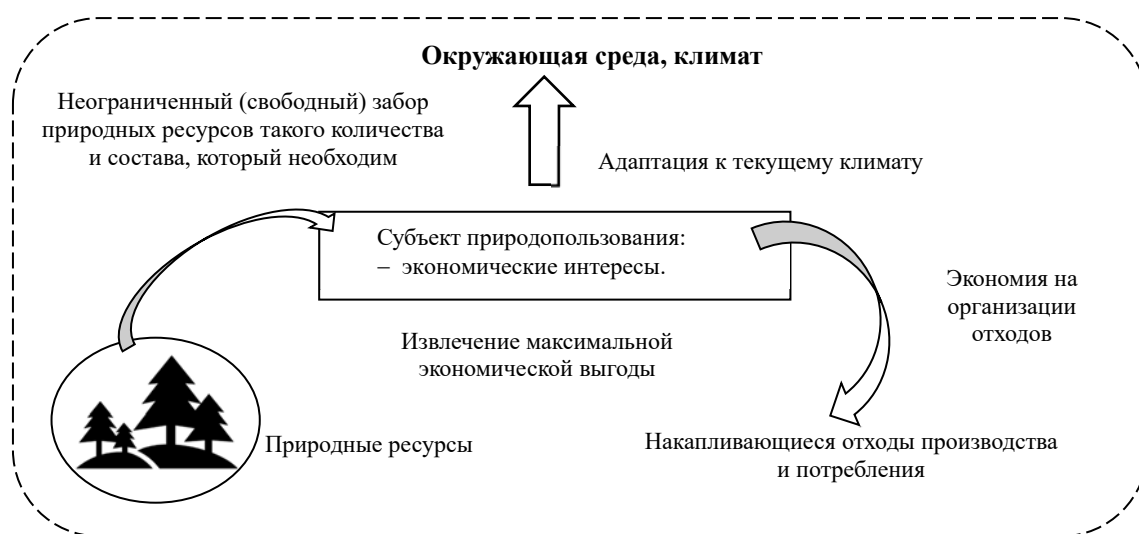 Окружающая среда, климат
Неограниченный (свободный) забор
природных ресурсов такого количества
и состава, который необходим
Адаптация к текущему климату
Субъект природопользования:
– экономические интересы.
Экономия на
организации
отходов
Извлечение максимальной
экономической выгоды
Природные ресурсы
Накапливающиеся отходы производства
и потребления